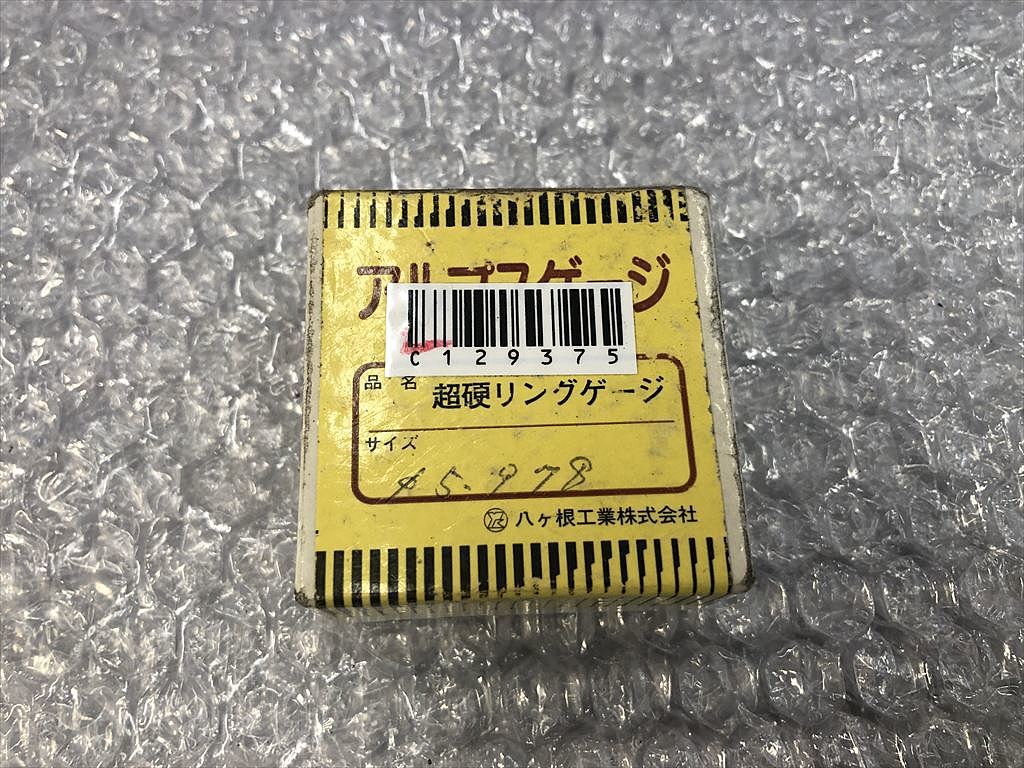 アルプスゲージ
C129375
品名 超硬リングゲージ
サイズ
φ5.978
八ヶ根工業株式会社